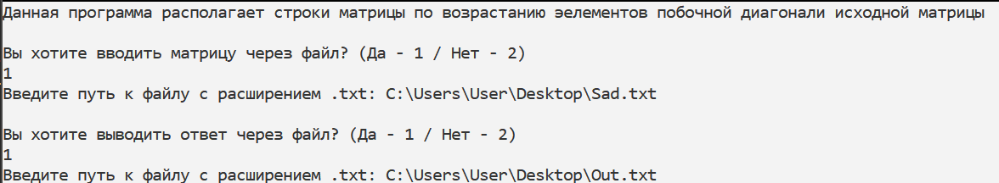 Данная программа располагает строки матрицы по возрастанию эелементов побочной диагонали исходной матрицы
Вы хотите вводить матрицу через файл? (Да - 1 / Нет - 2)
1
Введите путь к файлу с расширением .txt: C:\Users\User\Desktop\Sad.txt
Вы хотите выводить ответ через файл? (Да - 1 / Нет - 2)
1
Введите путь к файлу с расширением .txt: C:\Users\User\Desktop\Out.txt